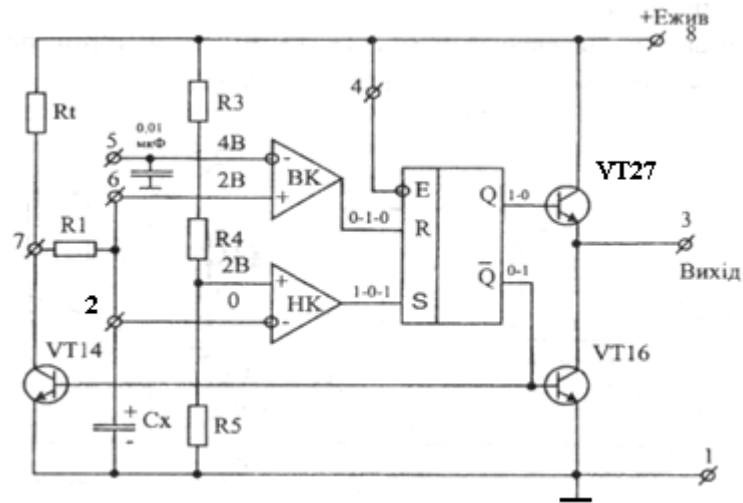 +Ежив
8
4
Rt
R3
0,01
мкФ
5
4В
-
ВК
6
2В
+
VT27
E
Q
1-0
7
R1
R4
0-1-0
R
3
Вихід
2В
+
НК
Q
0-1
2
0
-
1-0-1
S
VT14
VT16
+
Сх
-
R5
1